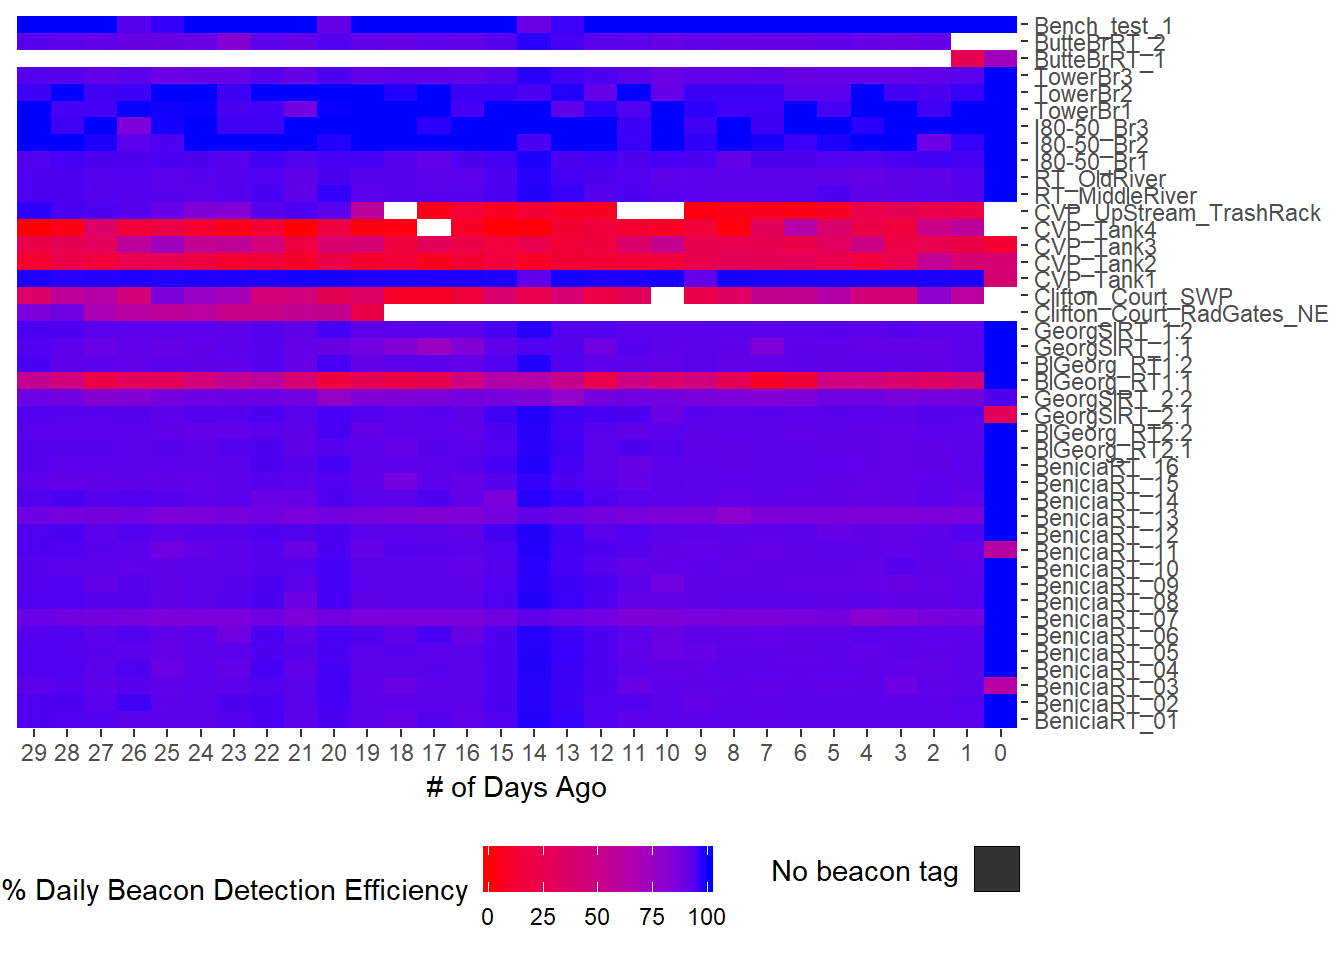 Bench_test_1
ButteBrRT_2
ButteBrRT_1
TowerBr3
TowerBr2
TowerBr1
I80-50_Br3
I80-50_Br2
I80-50_Br1
RT_OldRiver
RT_MiddleRiver
CVP_UpStream_TrashRack
CVP_Tank4
CVP_Tank3
CVP_Tank2
CVP_Tank1
Clifton_Court_SWP
Clifton_Court_RadGates_NE
GeorgSlRT_1.2
GeorgSlRT_1.1
BlGeorg_RT1.2
BlGeorg_RT1.1
GeorgSlRT_2.2
GeorgSlRT_2.1
BlGeorg_RT2.2
BlGeorg_RT2.1
BeniciaRT_16
BeniciaRT_15
BeniciaRT_14
BeniciaRT_13
BeniciaRT_12
BeniciaRT_11
BeniciaRT_10
BeniciaRT_09
BeniciaRT_08
BeniciaRT_07
BeniciaRT_06
BeniciaRT_05
BeniciaRT_04
BeniciaRT_03
BeniciaRT_02
BeniciaRT_01
29 28 27 26 25 24 23 22 21 20 19 18 17 16 15 14 13 12 11 10 9 8 7 6 5 4 3 2 1 0
# of Days Ago
% Daily Beacon Detection Efficiency
0 25 50 75 100
No beacon tag